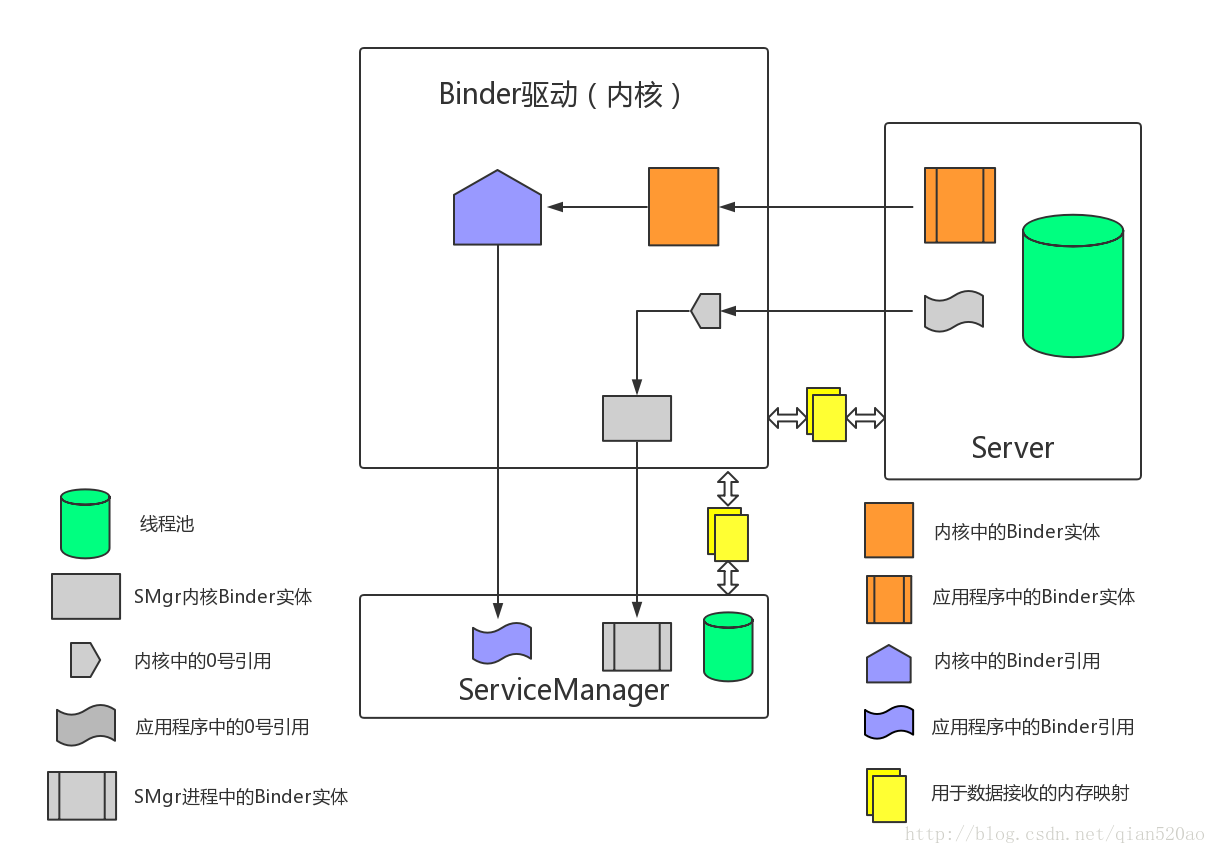 Binder驱动（内核）
Server
ServiceManager
线程池
SMgr内核Binder实体
内核中的0号引用
应用程序中的0号引用
SMgr进程中的Binder实体
内核中的Binder实体
应用程序中的Binder实体
内核中的Binder引用
应用程序中的Binder引用
用于数据接收的内存映射
http://blog.csdn.net/qian520ao